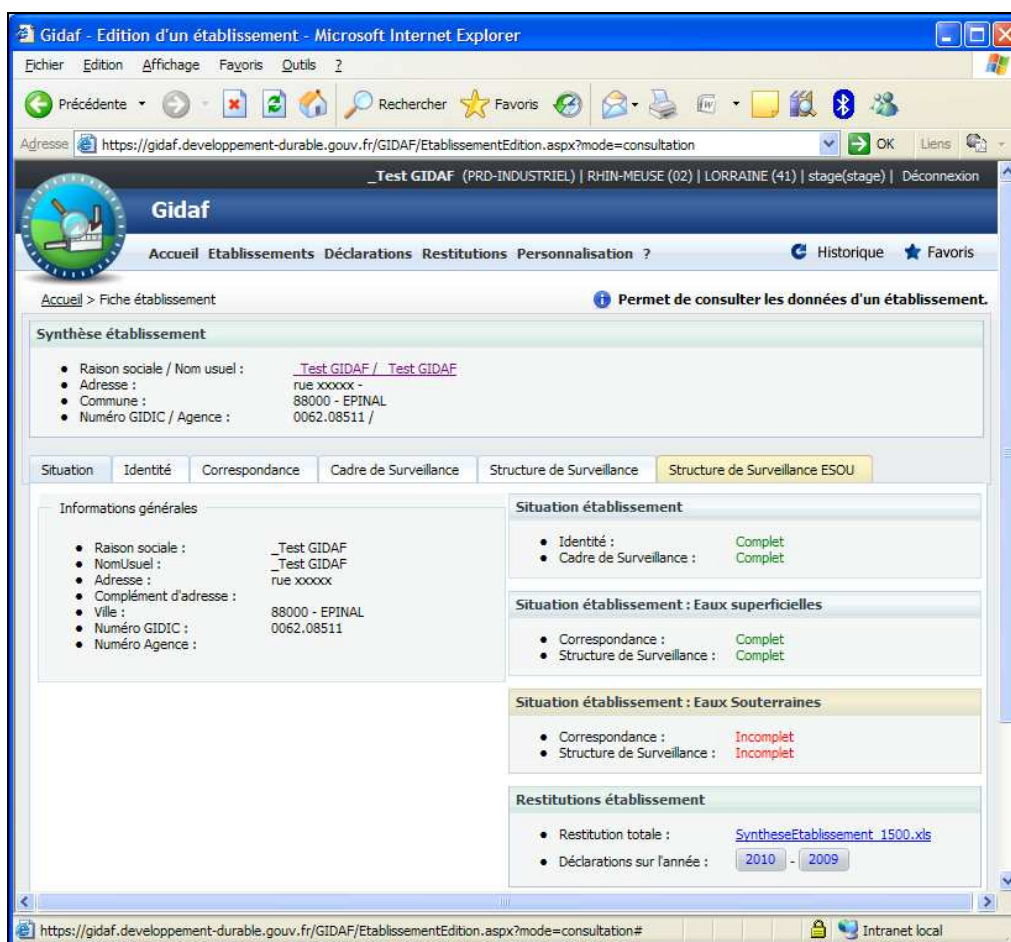 Gidaf - Edition d'un établissement - Microsoft Internet Explorer
Fichier Edition Affichage Favoris Outils ?
Précédente Rechercher Favoris
Adresse https://gidaf.developpement-durable.gouv.fr/GIDAF/EtablissementEdition.aspx?mode=consultation OK Liens
_Test GIDAF (PRD-INDUSTRIEL) | RHIN-MEUSE (02) | LORRAINE (41) | stage(stage) | Déconnexion
Gidaf
Accueil Etablissements Déclarations Restitutions Personnalisation ? Historique Favoris
Accueil > Fiche établissement Permet de consulter les données d'un établissement.
Synthèse établissement
Raison sociale / Nom usuel : _Test GIDAF / _Test GIDAF
Adresse : rue xxxxx -
Commune : 88000 - EPINAL
Numéro GIDIC / Agence : 0062.08511 /
Situation Identité Correspondance Cadre de Surveillance Structure de Surveillance Structure de Surveillance ESOU
Informations générales
Raison sociale : _Test GIDAF
NomUsuel : _Test GIDAF
Adresse : rue xxxxx
Complément d'adresse :
Ville : 88000 - EPINAL
Numéro GIDIC : 0062.08511
Numéro Agence :
Situation établissement
Identité : Complet
Cadre de Surveillance : Complet
Situation établissement : Eaux superficielles
Correspondance : Complet
Structure de Surveillance : Complet
Situation établissement : Eaux Souterraines
Correspondance : Incomplet
Structure de Surveillance : Incomplet
Restitutions établissement
Restitution totale : SyntheseEtablissement_1500.xls
Déclarations sur l'année : 2010 - 2009
https://gidaf.developpement-durable.gouv.fr/GIDAF/EtablissementEdition.aspx?mode=consultation# Intranet local